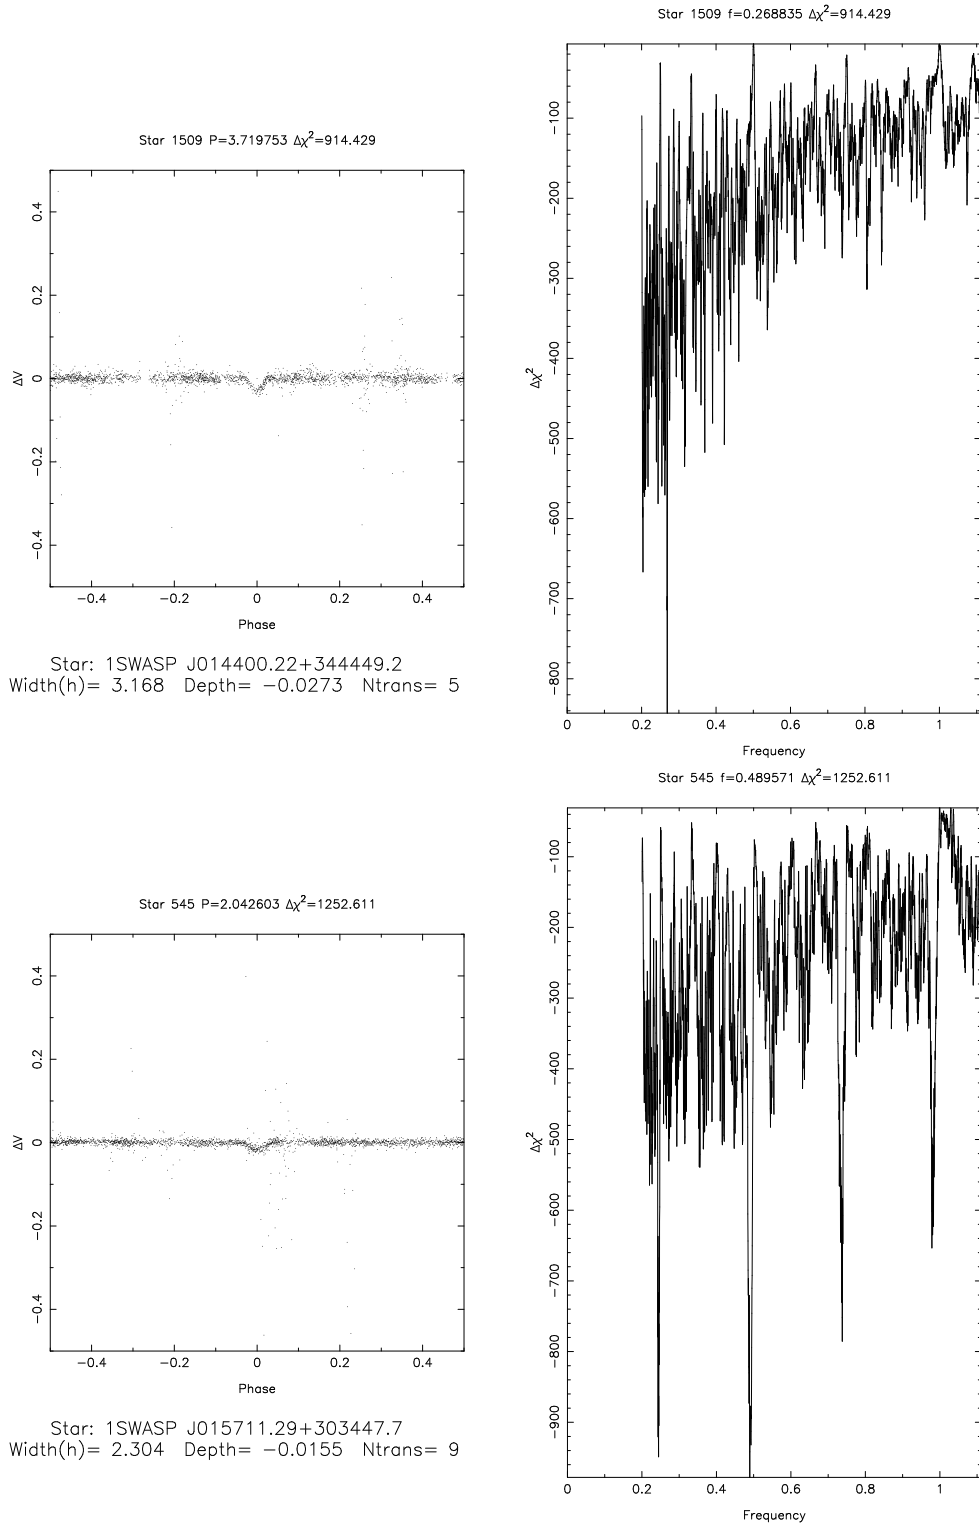 Star 1509 f=0.268835 Δχ²=914.429
Star 1509 P=3.719753 Δχ²=914.429
ΔV
0.4
0.2
0
−0.2
−0.4
−0.4 −0.2 0 0.2 0.4
Phase
Δχ²
−100
−200
−300
−400
−500
−600
−700
−800
0 0.2 0.4 0.6 0.8 1
Frequency
Star: 1SWASP J014400.22+344449.2
Width(h)= 3.168 Depth= −0.0273 Ntrans= 5
Star 545 f=0.489571 Δχ²=1252.611
Star 545 P=2.042603 Δχ²=1252.611
ΔV
0.4
0.2
0
−0.2
−0.4
−0.4 −0.2 0 0.2 0.4
Phase
Δχ²
−100
−200
−300
−400
−500
−600
−700
−800
−900
0 0.2 0.4 0.6 0.8 1
Frequency
Star: 1SWASP J015711.29+303447.7
Width(h)= 2.304 Depth= −0.0155 Ntrans= 9